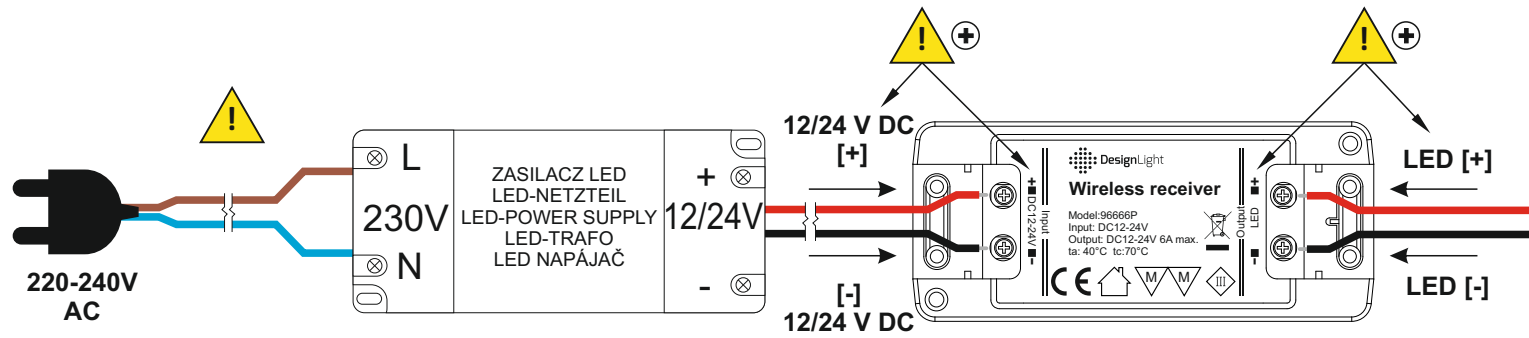 !
220-240V
AC
L
230V
N
ZASILACZ LED
LED-NETZTEIL
LED-POWER SUPPLY
LED-TRAFO
LED NAPÁJAČ
+
12/24V
-
! +
12/24 V DC
[+]
[-]
12/24 V DC
+
DC12-24V
-
Input
DesignLight
Wireless receiver
Model:96666P
Input: DC12-24V
Output: DC12-24V 6A max.
ta: 40°C tc:70°C
CE M M III
Output
+
LED
-
! +
LED [+]
LED [-]